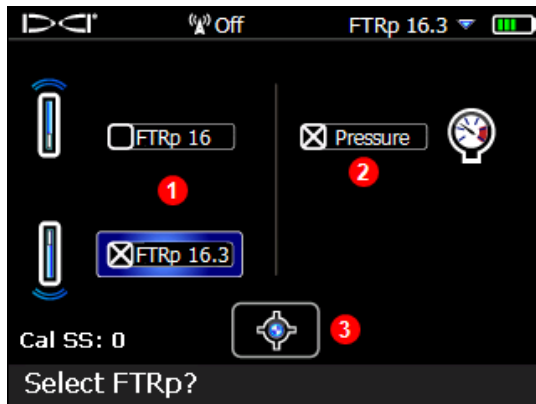 DCI Off FTRp 16.3
FTRp 16
Pressure
1
2
FTRp 16.3
3
Cal SS: 0
Select FTRp?